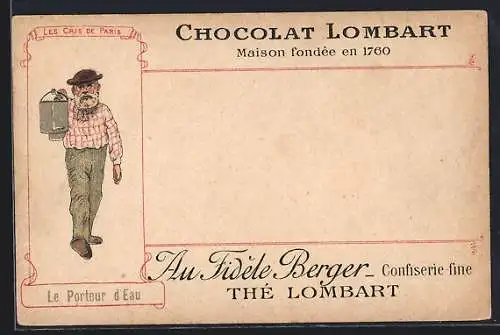 LES CRIS DE PARIS
CHOCOLAT LOMBART
Maison fondée en 1760
Au Fidèle Berger_ Confiserie fine
THÉ LOMBART
Le Porteur d'Eau